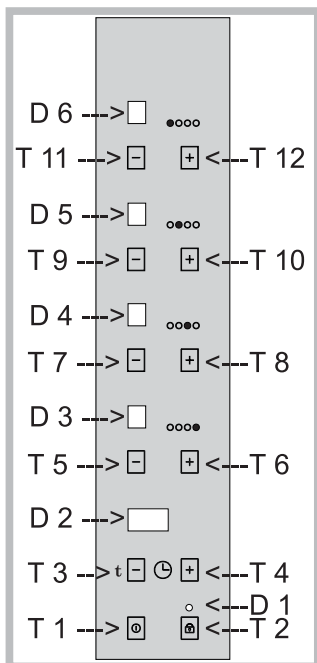 D 6 --->
T 11 ---> − + <---T 12
D 5 --->
T 9 ---> − + <---T 10
D 4 --->
T 7 ---> − + <---T 8
D 3 --->
T 5 ---> − + <---T 6
D 2 --->
T 3 ---> t − + <---T 4
<---D 1
T 1 ---> <---T 2